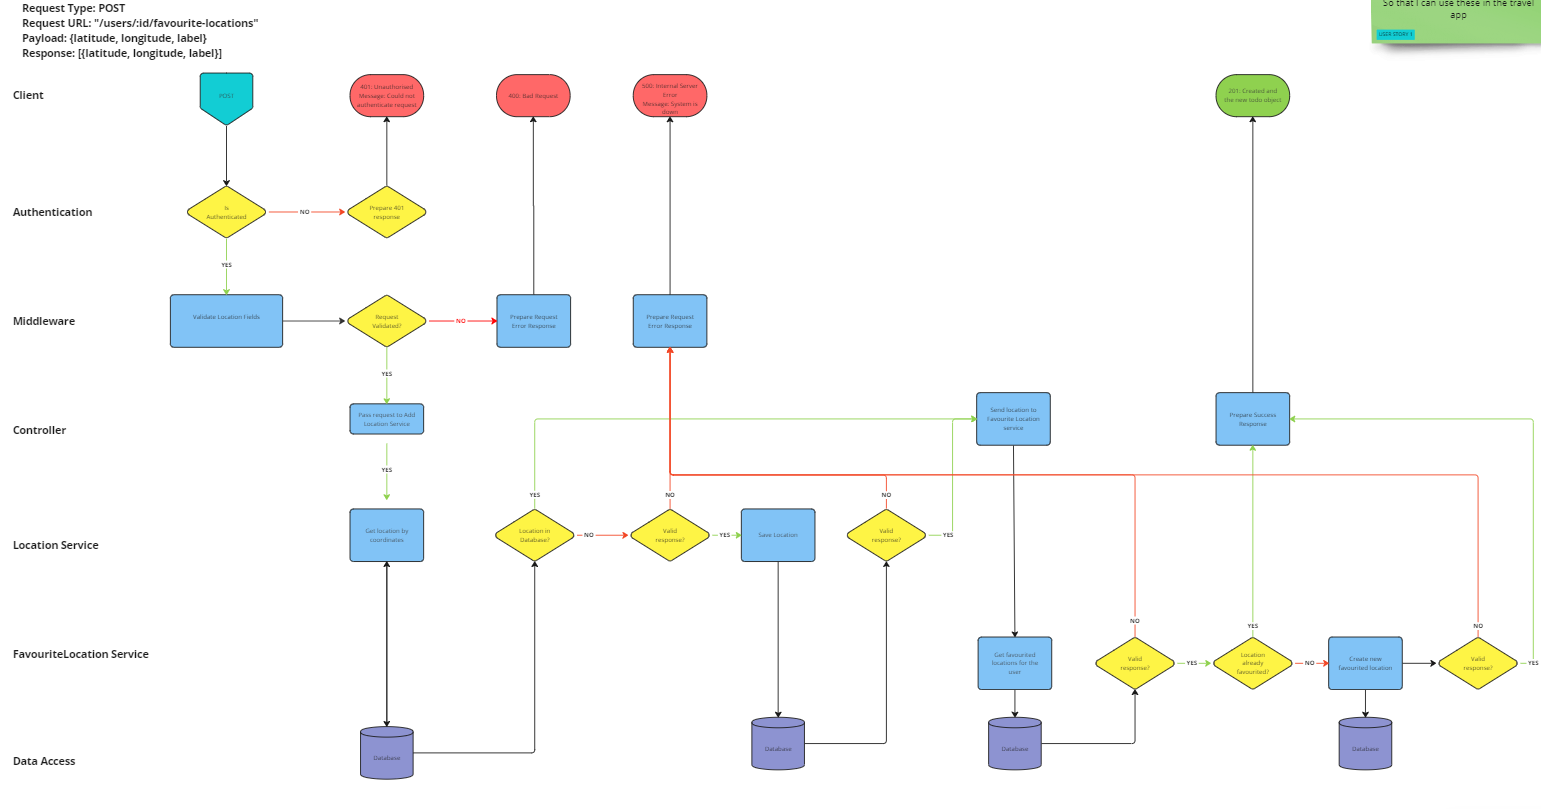 Request Type: POST
Request URL: "/users/:id/favourite-locations"
Payload: {latitude, longitude, label}
Response: [{latitude, longitude, label}]
So that I can use these in the travel
app
USER STORY 1
Client
POST
401: Unauthorised
Message: Could not
authenticate request
400: Bad Request
500: Internal Server
Error
Message: System is
down
201: Created and
the new todo object
Authentication
Is
Authenticated
NO
Prepare 401
response
YES
Middleware
Validate Location Fields
Request
Validated?
NO
Prepare Request
Error Response
Prepare Request
Error Response
YES
Controller
Pass request to Add
Location Service
Send location to
Favourite Location
service
Prepare Success
Response
YES
YES
NO
NO
Location Service
Get location by
coordinates
Location in
Database?
NO
Valid
response?
YES
Save Location
Valid
response?
YES
NO
YES
NO
FavouriteLocation Service
Get favourited
locations for the
user
Valid
response?
YES
Location
already
favourited?
NO
Create new
favourited location
Valid
response?
YES
Data Access
Database
Database
Database
Database